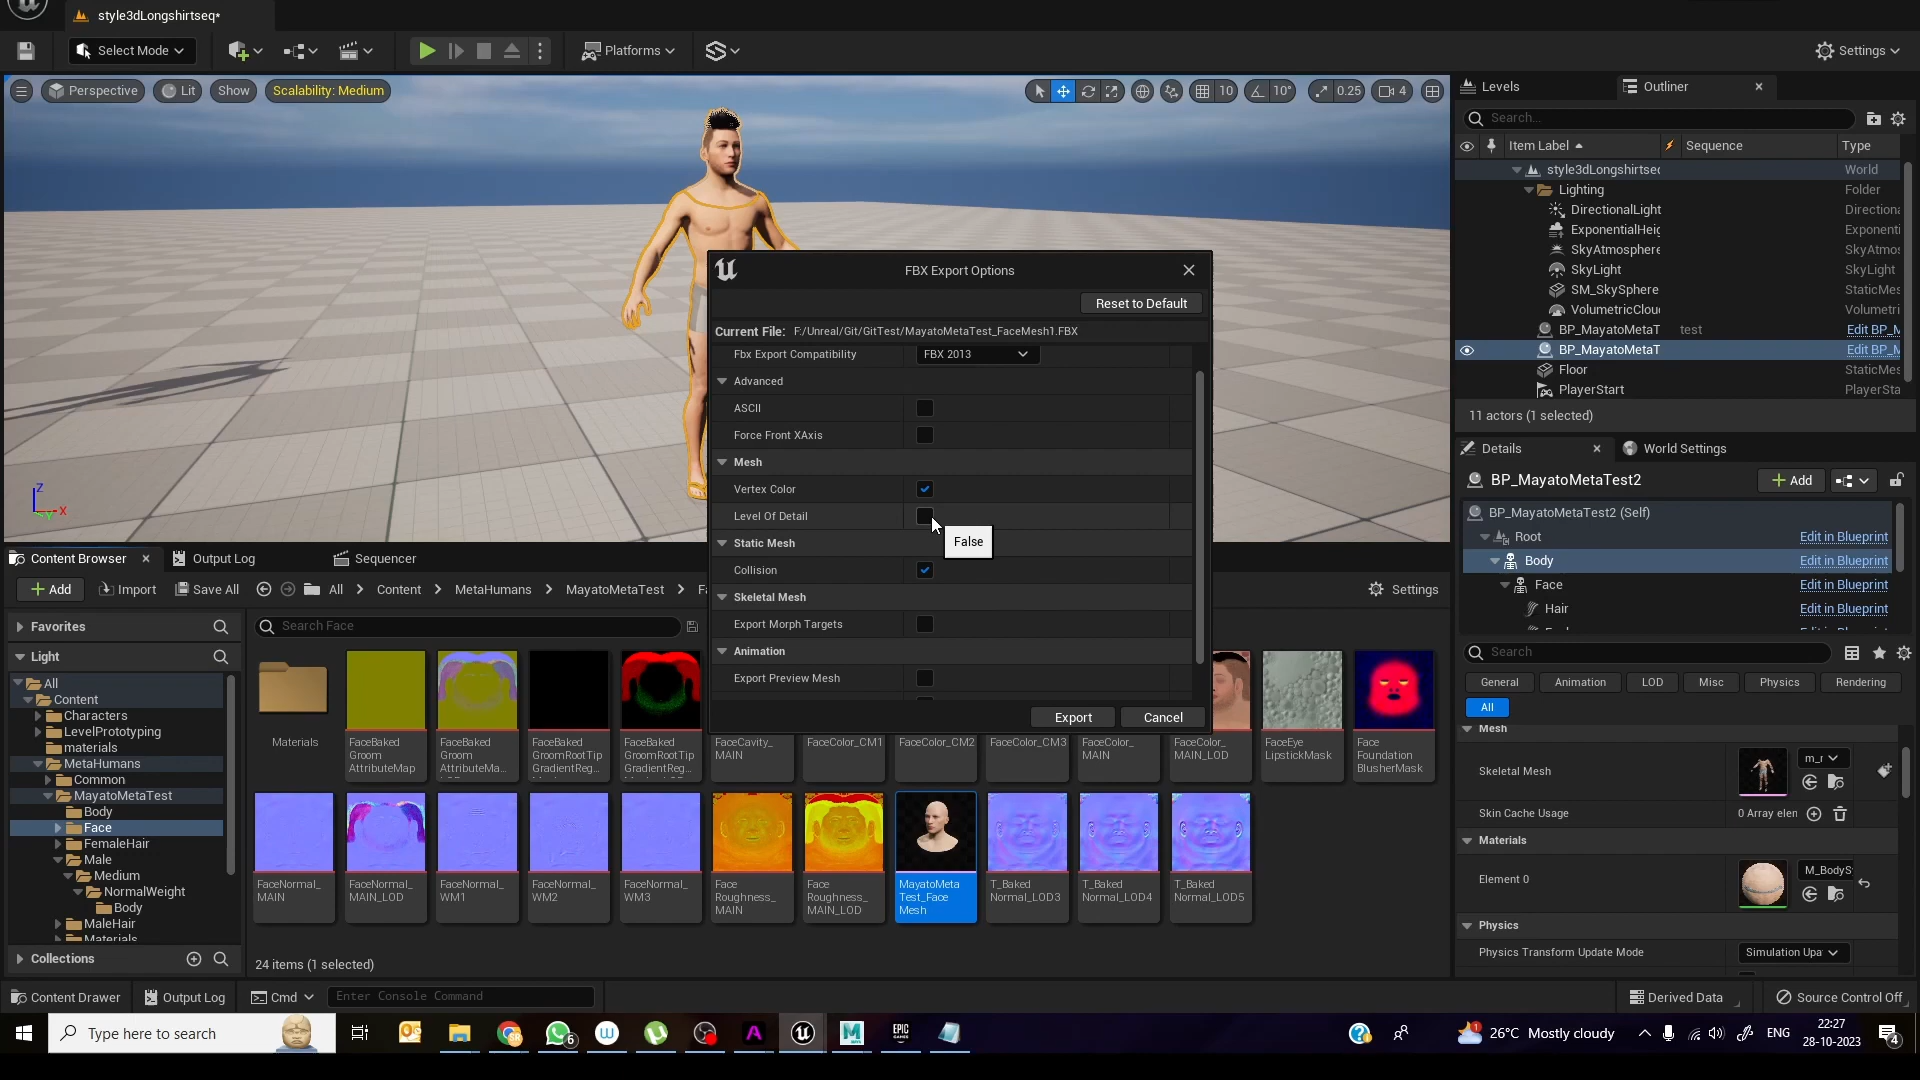 style3dLongshirtseq*
Select Mode
Platforms
Settings
Perspective
Lit
Show
Scalability: Medium
10
10°
0.25
4
Levels
Outliner
Search...
Item Label
Sequence
Type
style3dLongshirtsec
World
Lighting
Folder
DirectionalLight
Directiona
ExponentialHeig
Exponenti
SkyAtmosphere
SkyAtmos
SkyLight
SkyLight
SM_SkySphere
StaticMes
VolumetricClou
Volumetri
BP_MayatoMetaT
test
Edit BP_M
BP_MayatoMetaT
Edit BP_M
Floor
StaticMes
PlayerStart
PlayerSta
11 actors (1 selected)
FBX Export Options
Reset to Default
Current File: F:/Unreal/Git/GitTest/MayatoMetaTest_FaceMesh1.FBX
Fbx Export Compatibility
FBX 2013
Advanced
ASCII
Force Front XAxis
Mesh
Vertex Color
Level Of Detail
False
Static Mesh
Collision
Skeletal Mesh
Export Morph Targets
Animation
Export Preview Mesh
Export
Cancel
Z
X
Y
Details
World Settings
BP_MayatoMetaTest2
Add
BP_MayatoMetaTest2 (Self)
Root
Edit in Blueprint
Body
Edit in Blueprint
Face
Edit in Blueprint
Hair
Edit in Blueprint
Search
General
Animation
LOD
Misc
Physics
Rendering
All
Mesh
Skeletal Mesh
Skin Cache Usage
0 Array elen
Materials
Element 0
M_BodyS
Physics
Physics Transform Update Mode
Simulation Upa
Content Browser
Output Log
Sequencer
Add
Import
Save All
All
Content
MetaHumans
MayatoMetaTest
Fa
Settings
Favorites
Search Face
Light
All
Content
Characters
LevelPrototyping
materials
MetaHumans
Common
MayatoMetaTest
Body
Face
FemaleHair
Male
Medium
NormalWeight
Body
MaleHair
Materials
Collections
Materials
FaceBaked
Groom
AttributeMap
FaceBaked
Groom
AttributeMa...
FaceBaked
GroomRootTip
GradientReg...
FaceBaked
GroomRootTip
GradientReg...
FaceCavity_
MAIN
FaceColor_CM1
FaceColor_CM2
FaceColor_CM3
FaceColor_
MAIN
FaceColor_
MAIN_LOD
FaceEye
LipstickMask
Face
Foundation
BlusherMask
FaceNormal_
MAIN
FaceNormal_
MAIN_LOD
FaceNormal_
WM1
FaceNormal_
WM2
FaceNormal_
WM3
Face
Roughness_
MAIN
Face
Roughness_
MAIN_LOD
MayatoMeta
Test_Face
Mesh
T_Baked
Normal_LOD3
T_Baked
Normal_LOD4
T_Baked
Normal_LOD5
24 items (1 selected)
Content Drawer
Output Log
Cmd
Enter Console Command
Derived Data
Source Control Off
Type here to search
6
26°C Mostly cloudy
ENG
22:27
28-10-2023
4